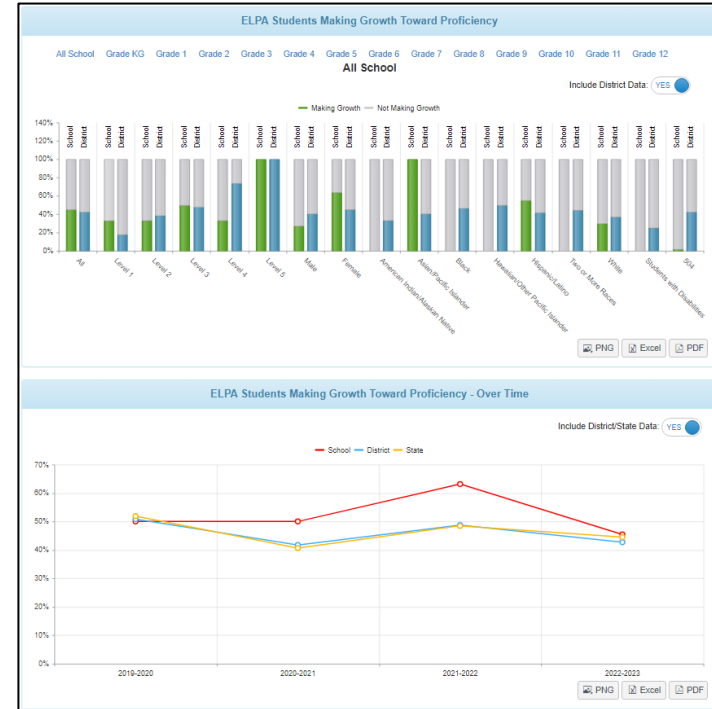 ELPA Students Making Growth Toward Proficiency
All School Grade KG Grade 1 Grade 2 Grade 3 Grade 4 Grade 5 Grade 6 Grade 7 Grade 8 Grade 9 Grade 10 Grade 11 Grade 12
All School
Include District Data: YES
Making Growth Not Making Growth
140%
120%
100%
80%
60%
40%
20%
0%
School District School District School District School District School District School District School District School District School District School District School District School District School District School District School District School District School District
All
Level 1
Level 2
Level 3
Level 4
Level 5
Male
Female
American Indian/Alaskan Native
Asian/Pacific Islander
Black
Hawaiian/Other Pacific Islander
Hispanic/Latino
Two or More Races
White
Students with Disabilities
504
PNG Excel PDF
ELPA Students Making Growth Toward Proficiency - Over Time
Include District/State Data: YES
School District State
70%
60%
50%
40%
30%
20%
10%
0%
2019-2020 2020-2021 2021-2022 2022-2023
PNG Excel PDF